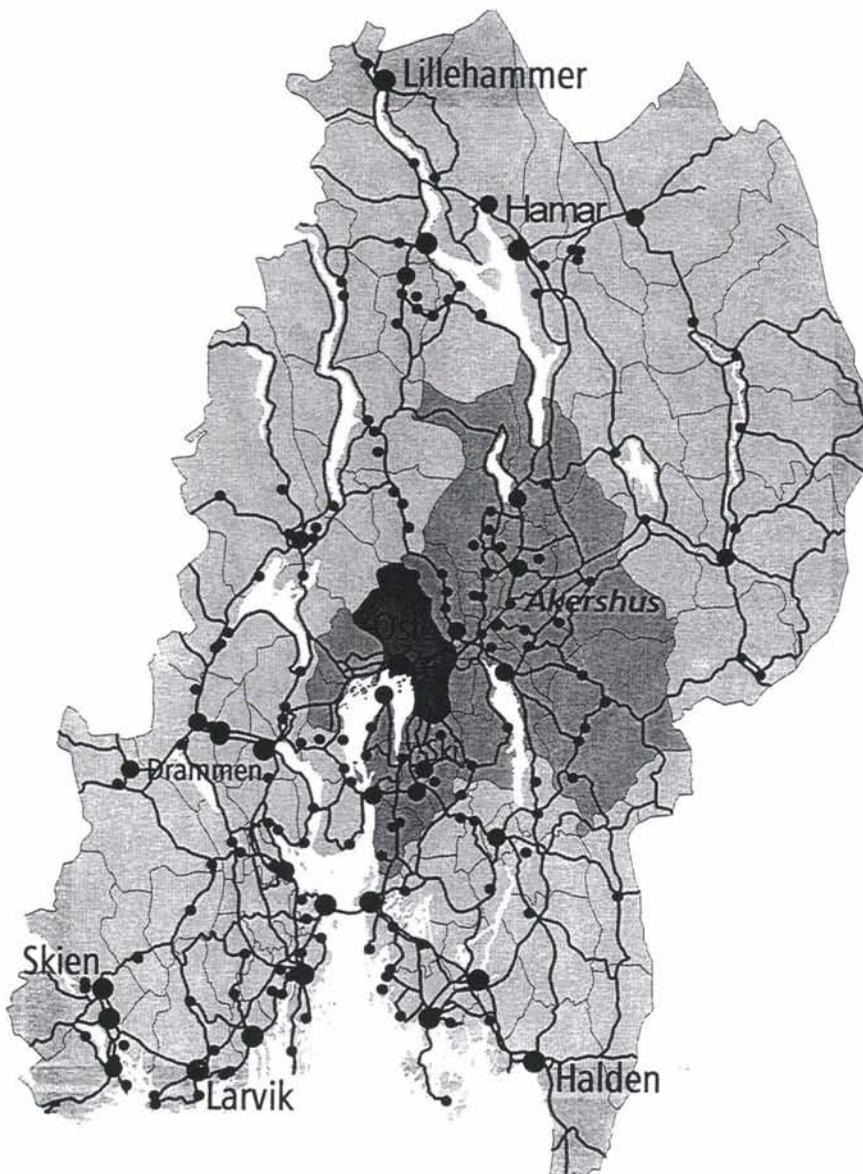 Lillehammer
Hamar
Akershus
Oslo
Ski
Drammen
Skien
Larvik
Halden